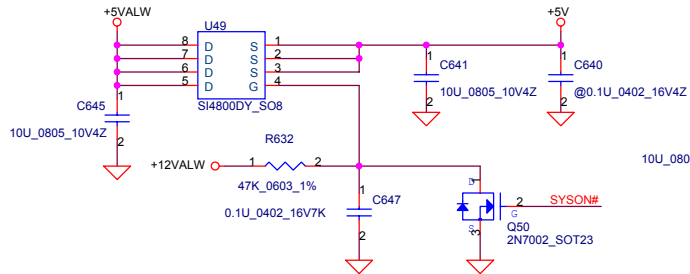 +5VALW
+5V
U49
8 D S 1
7 D S 2
6 D S 3
5 D G 4
SI4800DY_SO8
1
C645
2
10U_0805_10V4Z
1
C641
10U_0805_10V4Z
2
1
C640
@0.1U_0402_16V4Z
2
R632
+12VALW 1 2
47K_0603_1%
1
C647
0.1U_0402_16V7K
2
10U_080
D 1
2 SYSON#
G
S 3
Q50
2N7002_SOT23